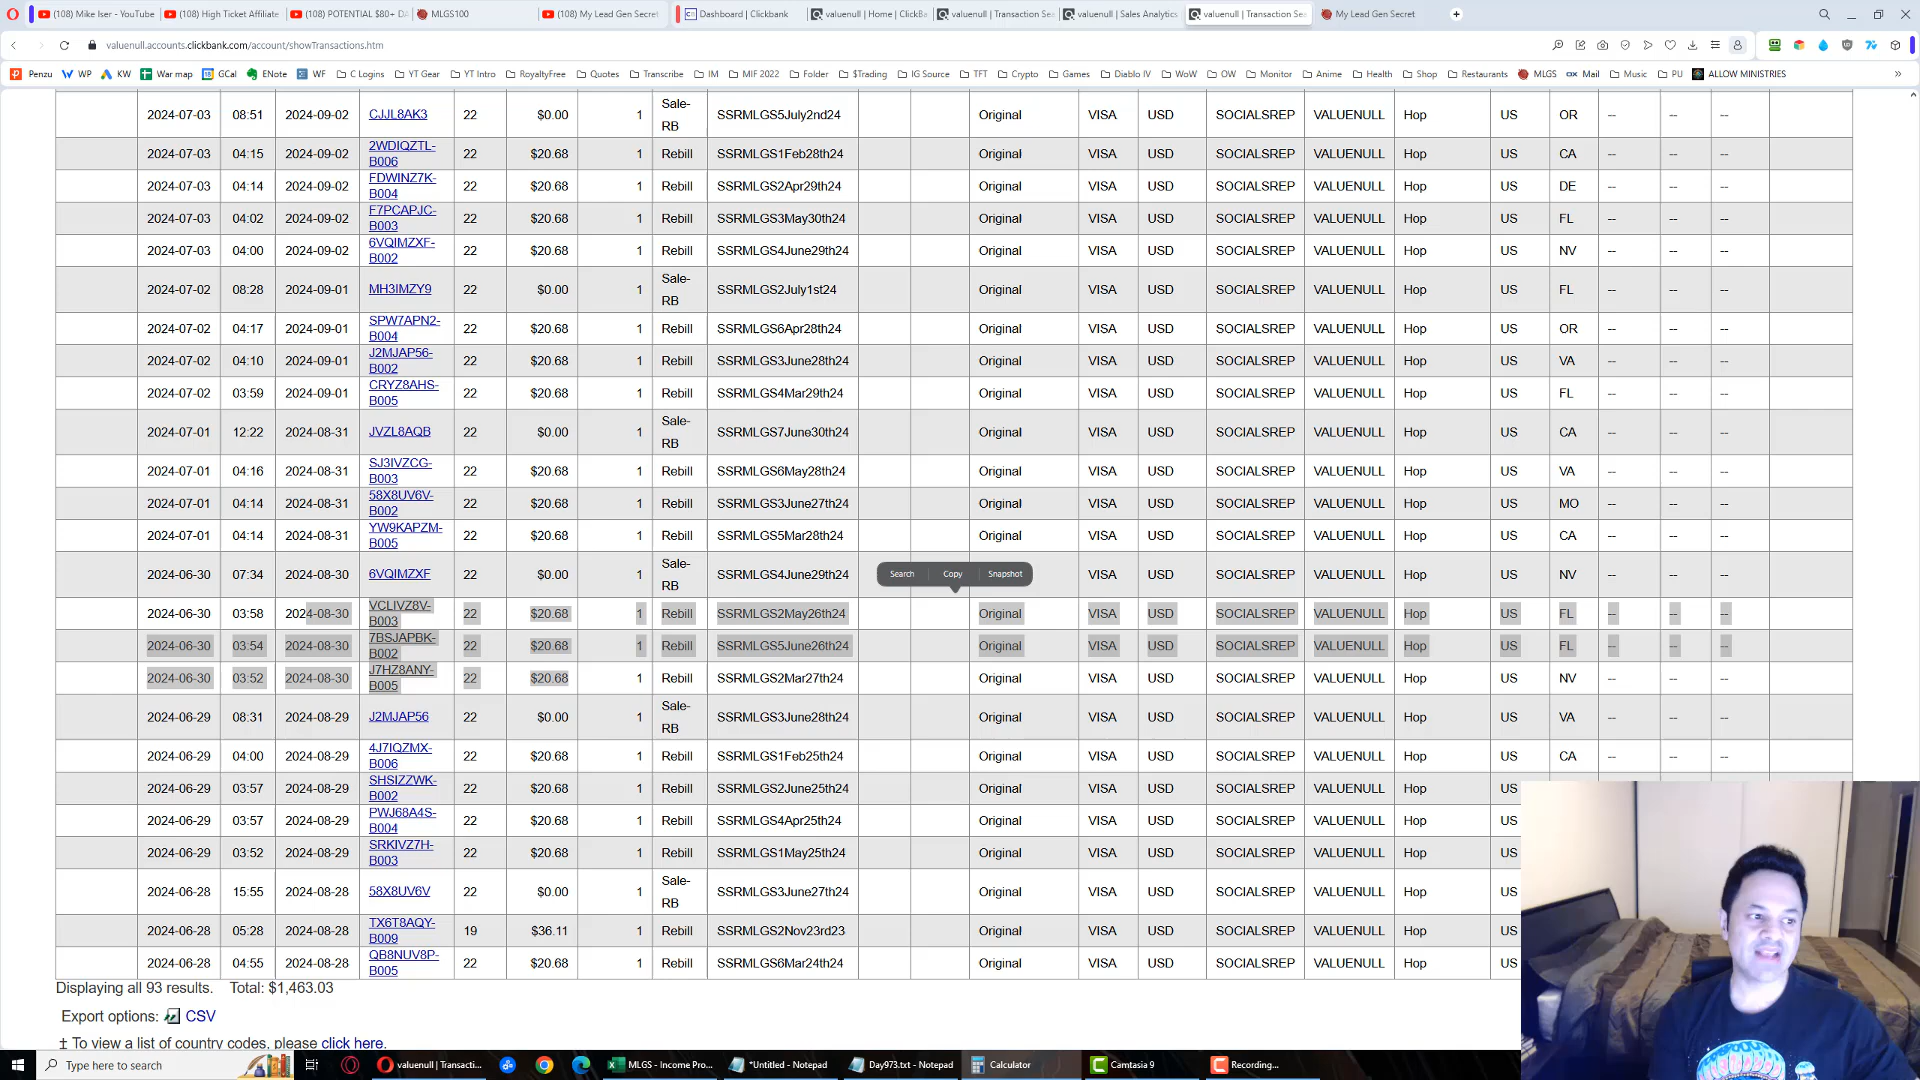 (108) Mike Iser - YouTube
(108) High Ticket Affiliate
(108) POTENTIAL $80+ DA
MLGS100
(108) My Lead Gen Secret
Dashboard | Clickbank
valuenull | Home | ClickBa
valuenull | Transaction Se
valuenull | Sales Analytics
valuenull | Transaction Se
My Lead Gen Secret
valuenull.accounts.clickbank.com/account/showTransactions.htm
Penzu WP KW War map GCal ENote WF C Logins YT Gear YT Intro RoyaltyFree Quotes Transcribe IM MIF 2022 Folder $Trading IG Source TFT Crypto Games Diablo IV WoW OW Monitor Anime Health Shop Restaurants MLGS Mail Music PU ALLOW MINISTRIES
2024-07-03 08:51 2024-09-02 CJJL8AK3 22 $0.00 1 Sale-RB SSRMLGS5July2nd24 Original VISA USD SOCIALSREP VALUENULL Hop US OR -- -- --
2024-07-03 04:15 2024-09-02 2WDIQZTL-B006 22 $20.68 1 Rebill SSRMLGS1Feb28th24 Original VISA USD SOCIALSREP VALUENULL Hop US CA -- -- --
2024-07-03 04:14 2024-09-02 FDWINZ7K-B004 22 $20.68 1 Rebill SSRMLGS2Apr29th24 Original VISA USD SOCIALSREP VALUENULL Hop US DE -- -- --
2024-07-03 04:02 2024-09-02 F7PCAPJC-B003 22 $20.68 1 Rebill SSRMLGS3May30th24 Original VISA USD SOCIALSREP VALUENULL Hop US FL -- -- --
2024-07-03 04:00 2024-09-02 6VQIMZXF-B002 22 $20.68 1 Rebill SSRMLGS4June29th24 Original VISA USD SOCIALSREP VALUENULL Hop US NV -- -- --
2024-07-02 08:28 2024-09-01 MH3IMZY9 22 $0.00 1 Sale-RB SSRMLGS2July1st24 Original VISA USD SOCIALSREP VALUENULL Hop US FL -- -- --
2024-07-02 04:17 2024-09-01 SPW7APN2-B004 22 $20.68 1 Rebill SSRMLGS6Apr28th24 Original VISA USD SOCIALSREP VALUENULL Hop US OR -- -- --
2024-07-02 04:10 2024-09-01 J2MJAP56-B002 22 $20.68 1 Rebill SSRMLGS3June28th24 Original VISA USD SOCIALSREP VALUENULL Hop US VA -- -- --
2024-07-02 03:59 2024-09-01 CRYZ8AHS-B005 22 $20.68 1 Rebill SSRMLGS4Mar29th24 Original VISA USD SOCIALSREP VALUENULL Hop US FL -- -- --
2024-07-01 12:22 2024-08-31 JVZL8AQB 22 $0.00 1 Sale-RB SSRMLGS7June30th24 Original VISA USD SOCIALSREP VALUENULL Hop US CA -- -- --
2024-07-01 04:16 2024-08-31 SJ3IVZCG-B003 22 $20.68 1 Rebill SSRMLGS6May28th24 Original VISA USD SOCIALSREP VALUENULL Hop US VA -- -- --
2024-07-01 04:14 2024-08-31 58X8UV6V-B002 22 $20.68 1 Rebill SSRMLGS3June27th24 Original VISA USD SOCIALSREP VALUENULL Hop US MO -- -- --
2024-07-01 04:14 2024-08-31 YW9KAPZM-B005 22 $20.68 1 Rebill SSRMLGS5Mar28th24 Original VISA USD SOCIALSREP VALUENULL Hop US CA -- -- --
2024-06-30 07:34 2024-08-30 6VQIMZXF 22 $0.00 1 Sale-RB SSRMLGS4June29th24 Original VISA USD SOCIALSREP VALUENULL Hop US NV -- -- --
Search Copy Snapshot
2024-06-30 03:58 2024-08-30 VCLIVZ8V-B003 22 $20.68 1 Rebill SSRMLGS2May26th24 Original VISA USD SOCIALSREP VALUENULL Hop US FL -- -- --
2024-06-30 03:54 2024-08-30 7BSJAPBK-B002 22 $20.68 1 Rebill SSRMLGS5June26th24 Original VISA USD SOCIALSREP VALUENULL Hop US FL -- -- --
2024-06-30 03:52 2024-08-30 J7HZ8ANY-B005 22 $20.68 1 Rebill SSRMLGS2Mar27th24 Original VISA USD SOCIALSREP VALUENULL Hop US NV -- -- --
2024-06-29 08:31 2024-08-29 J2MJAP56 22 $0.00 1 Sale-RB SSRMLGS3June28th24 Original VISA USD SOCIALSREP VALUENULL Hop US VA -- -- --
2024-06-29 04:00 2024-08-29 4J7IQZMX-B006 22 $20.68 1 Rebill SSRMLGS1Feb25th24 Original VISA USD SOCIALSREP VALUENULL Hop US CA -- -- --
2024-06-29 03:57 2024-08-29 SHSIZZWK-B002 22 $20.68 1 Rebill SSRMLGS2June25th24 Original VISA USD SOCIALSREP VALUENULL Hop US
2024-06-29 03:57 2024-08-29 PWJ68A4S-B004 22 $20.68 1 Rebill SSRMLGS4Apr25th24 Original VISA USD SOCIALSREP VALUENULL Hop US
2024-06-29 03:52 2024-08-29 SRKIVZ7H-B003 22 $20.68 1 Rebill SSRMLGS1May25th24 Original VISA USD SOCIALSREP VALUENULL Hop US
2024-06-28 15:55 2024-08-28 58X8UV6V 22 $0.00 1 Sale-RB SSRMLGS3June27th24 Original VISA USD SOCIALSREP VALUENULL Hop US
2024-06-28 05:28 2024-08-28 TX6T8AQY-B009 19 $36.11 1 Rebill SSRMLGS2Nov23rd23 Original VISA USD SOCIALSREP VALUENULL Hop US
2024-06-28 04:55 2024-08-28 QB8NUV8P-B005 22 $20.68 1 Rebill SSRMLGS6Mar24th24 Original VISA USD SOCIALSREP VALUENULL Hop US
Displaying all 93 results. Total: $1,463.03
Export options: CSV
‡ To view a list of country codes, please click here.
Type here to search
valuenull | Transacti...
MLGS - Income Pro...
*Untitled - Notepad
Day973.txt - Notepad
Calculator
Camtasia 9
Recording...